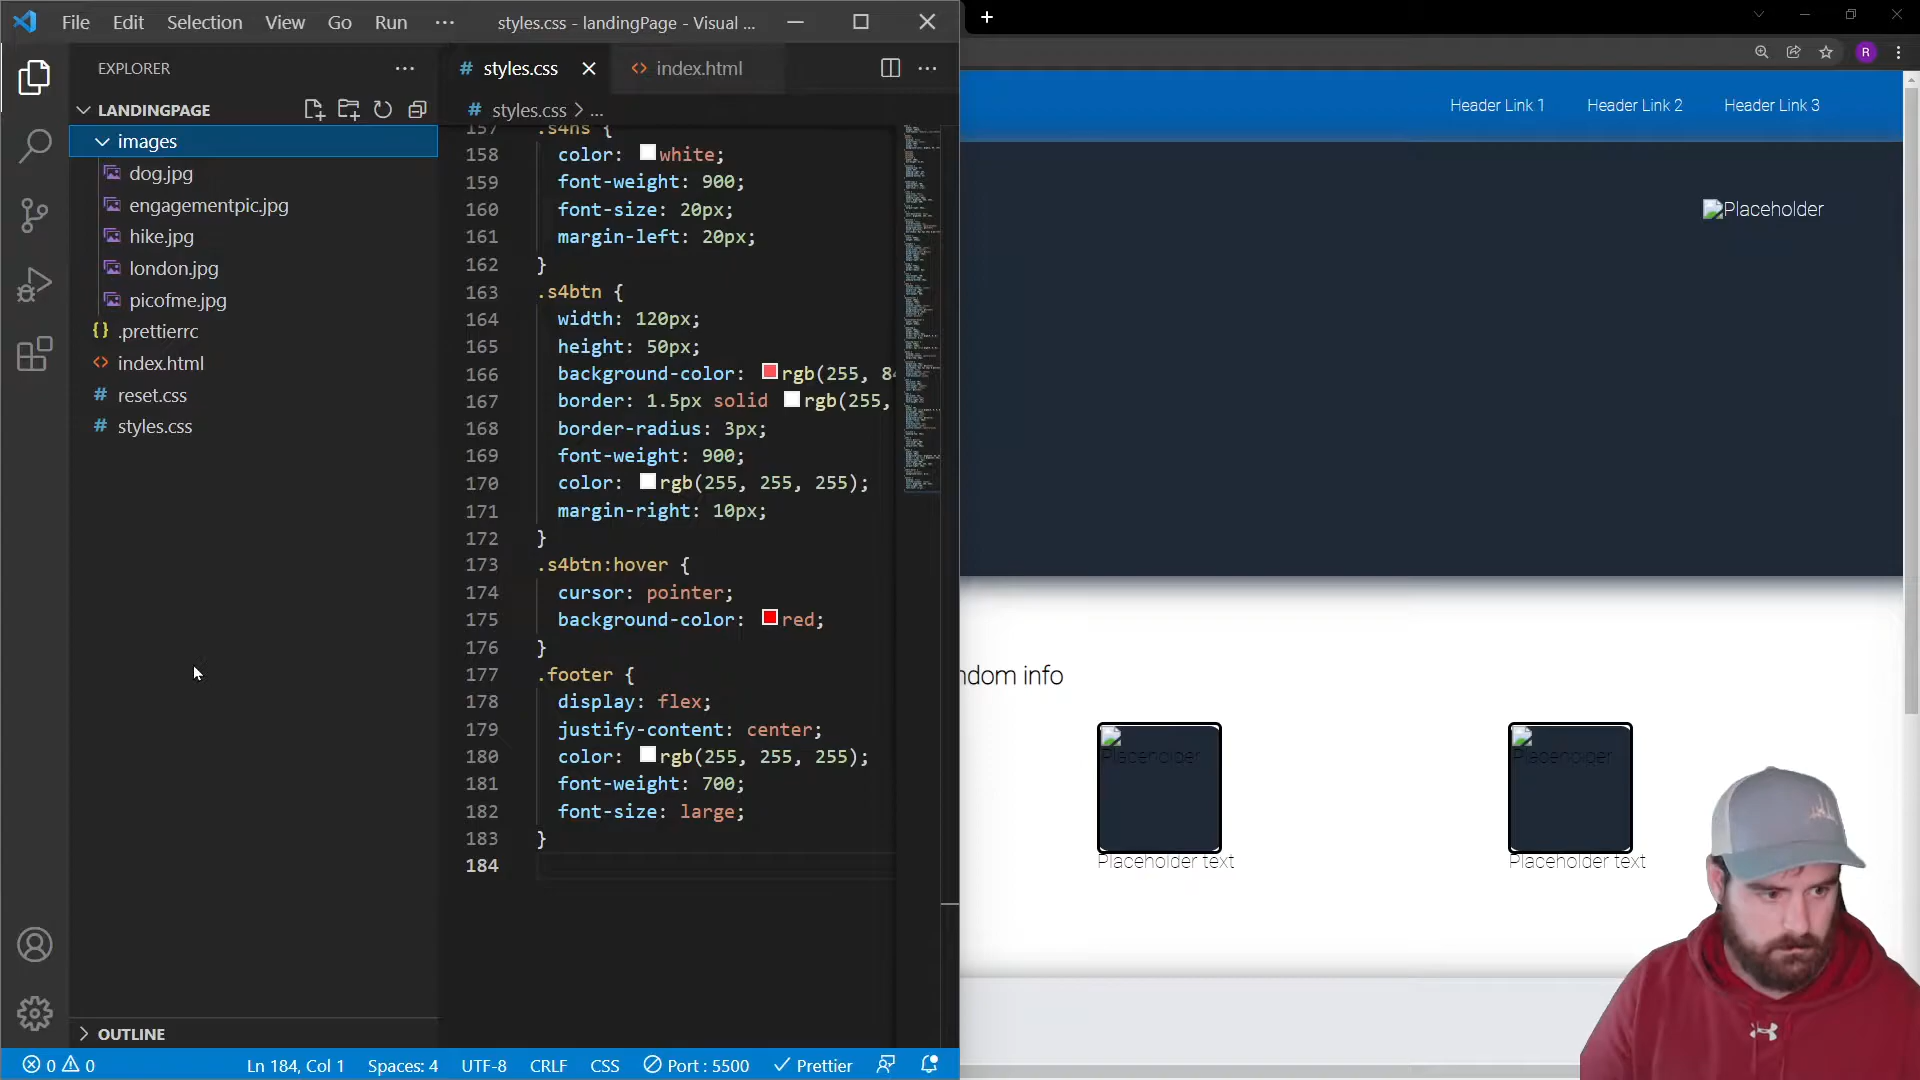 File Edit Selection View Go Run ··· styles.css - landingPage - Visual ...
EXPLORER ···
LANDINGPAGE
images
dog.jpg
engagementpic.jpg
hike.jpg
london.jpg
picofme.jpg
{} .prettierrc
<> index.html
# reset.css
# styles.css
OUTLINE
# styles.css
<> index.html
# styles.css > ...
157 .s4hs {
158 color: white;
159 font-weight: 900;
160 font-size: 20px;
161 margin-left: 20px;
162 }
163 .s4btn {
164 width: 120px;
165 height: 50px;
166 background-color: rgb(255, 84
167 border: 1.5px solid rgb(255,
168 border-radius: 3px;
169 font-weight: 900;
170 color: rgb(255, 255, 255);
171 margin-right: 10px;
172 }
173 .s4btn:hover {
174 cursor: pointer;
175 background-color: red;
176 }
177 .footer {
178 display: flex;
179 justify-content: center;
180 color: rgb(255, 255, 255);
181 font-weight: 700;
182 font-size: large;
183 }
184
0 0 Ln 184, Col 1 Spaces: 4 UTF-8 CRLF CSS Port : 5500 Prettier
R
Header Link 1 Header Link 2 Header Link 3
Placeholder
ndom info
Placeholder Placeholder
Placeholder text Placeholder text